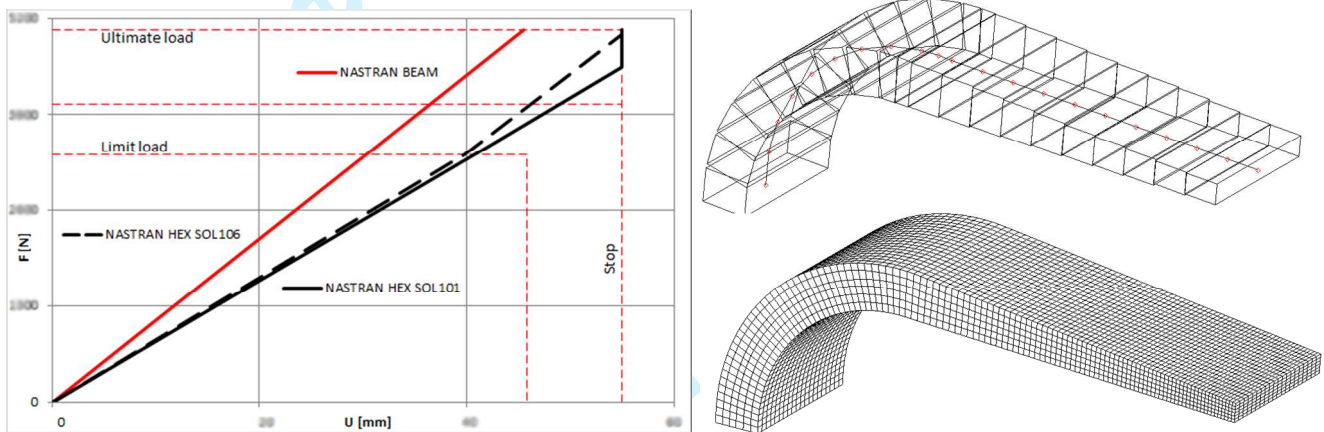 Ultimate load
NASTRAN BEAM
Limit load
NASTRAN HEX SOL106
Stop
NASTRAN HEX SOL101
F [N]
0
0 20 40 60
U [mm]